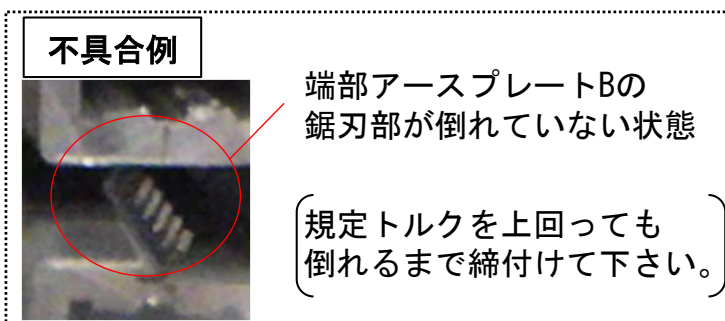 不具合例
端部アースプレートBの
鋸刃部が倒れていない状態
規定トルクを上回っても
倒れるまで締付けて下さい。